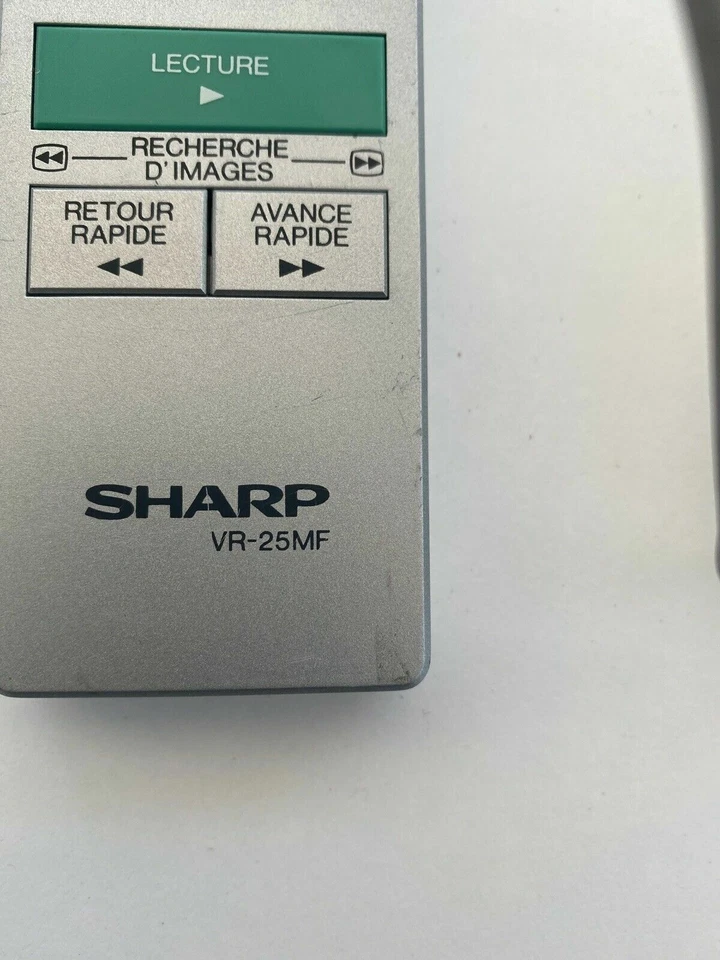 LECTURE
RECHERCHE
D'IMAGES
RETOUR
RAPIDE
AVANCE
RAPIDE
SHARP
VR-25MF